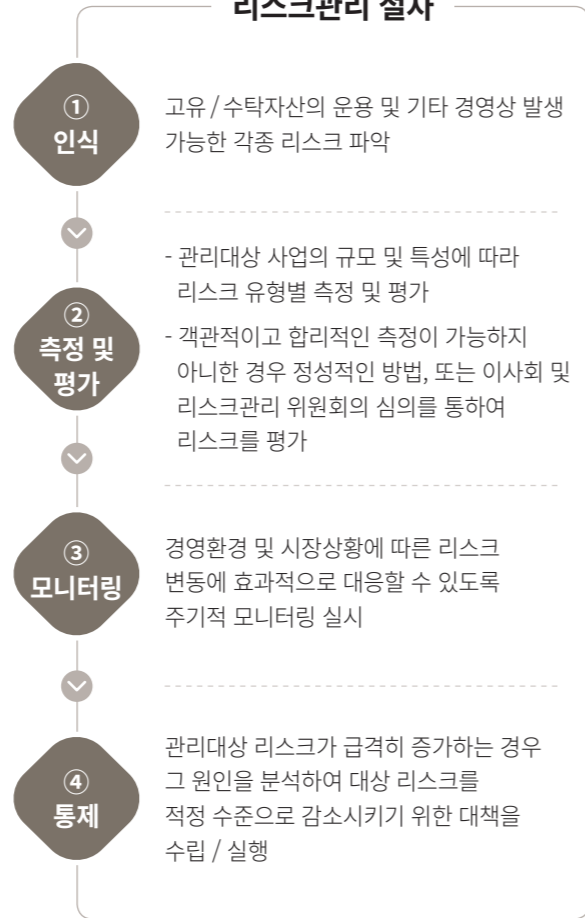 리스크관리 절차
①
인식
고유 / 수탁자산의 운용 및 기타 경영상 발생
가능한 각종 리스크 파악
②
측정 및
평가
- 관리대상 사업의 규모 및 특성에 따라
리스크 유형별 측정 및 평가
- 객관적이고 합리적인 측정이 가능하지
아니한 경우 정성적인 방법, 또는 이사회 및
리스크관리 위원회의 심의를 통하여
리스크를 평가
③
모니터링
경영환경 및 시장상황에 따른 리스크
변동에 효과적으로 대응할 수 있도록
주기적 모니터링 실시
④
통제
관리대상 리스크가 급격히 증가하는 경우
그 원인을 분석하여 대상 리스크를
적정 수준으로 감소시키기 위한 대책을
수립 / 실행